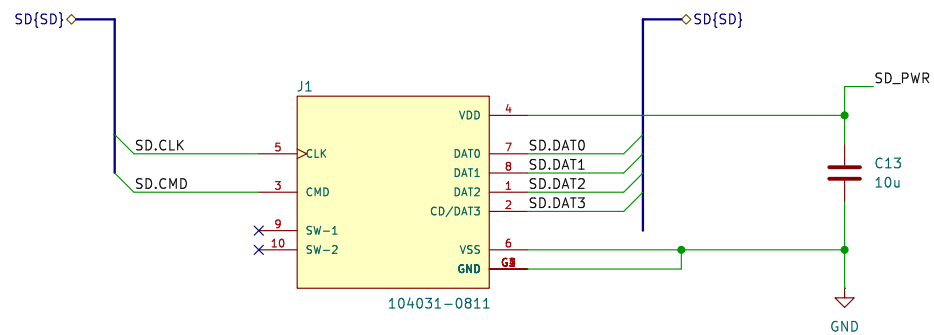 SD{SD}
SD{SD}
SD_PWR
J1
VDD 4
SD.CLK 5 CLK
DAT0 7 SD.DAT0
DAT1 8 SD.DAT1
C13
10u
SD.CMD 3 CMD
DAT2 1 SD.DAT2
CD/DAT3 2 SD.DAT3
9 SW-1
10 SW-2
VSS 6
GND
104031-0811
GND